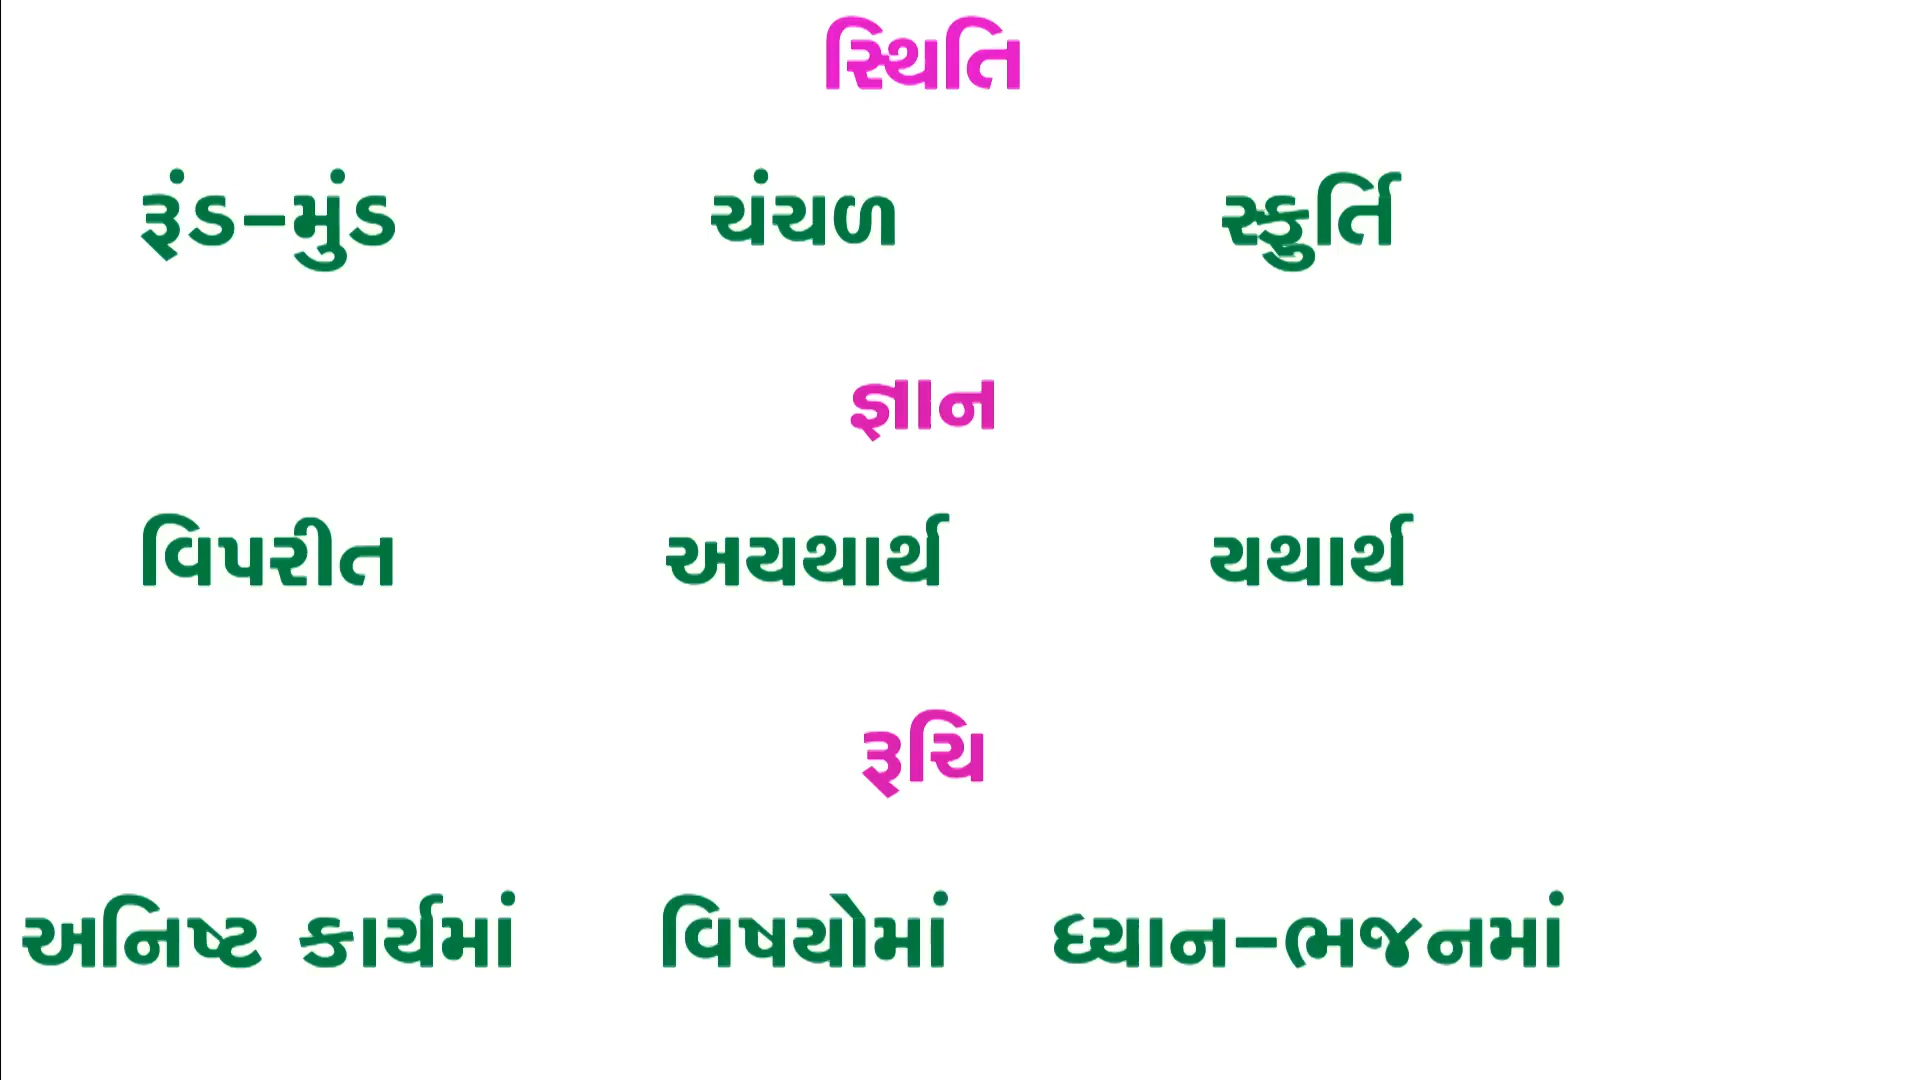 સ્થિતિ
રૂંડ-મુંડ ચંચળ સ્ફુર્તિ
જ્ઞાન
વિપરીત અયથાર્થ યથાર્થ
રૂચિ
અનિષ્ટ કાર્યમાં વિષયોમાં ધ્યાન-ભજનમાં